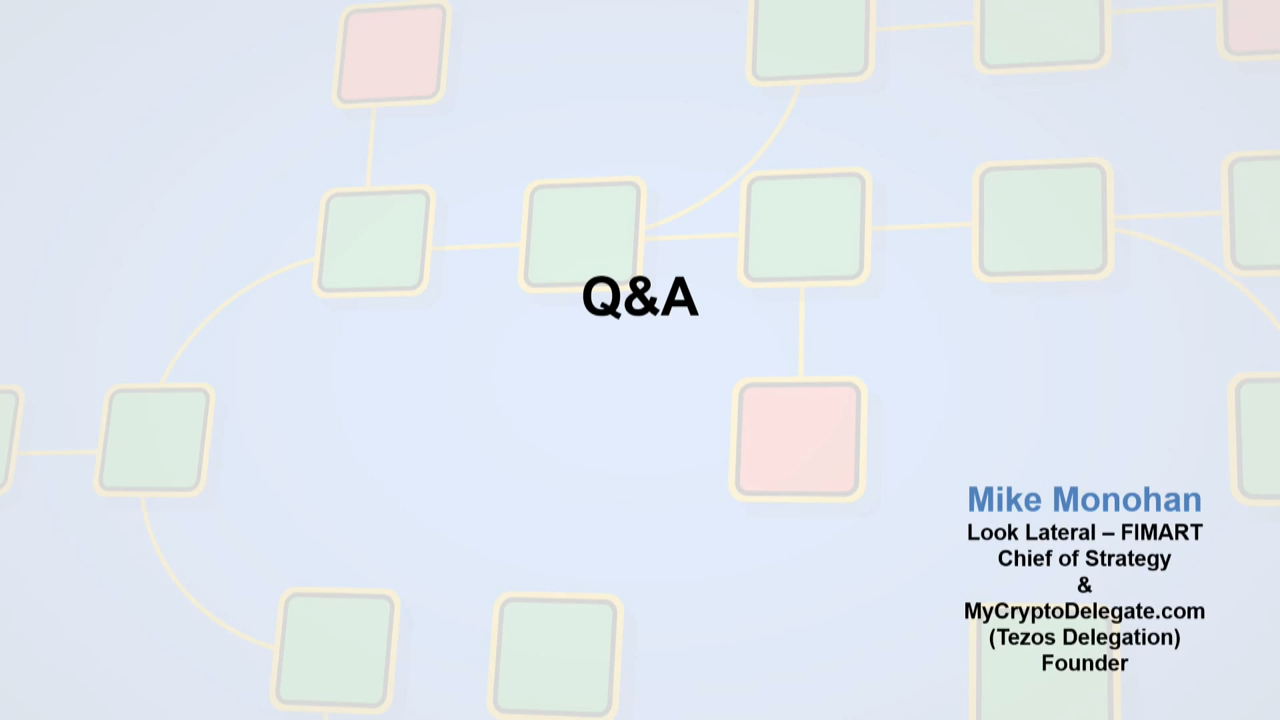 Q&A
Mike Monohan
Look Lateral – FIMART
Chief of Strategy
&
MyCryptoDelegate.com
(Tezos Delegation)
Founder